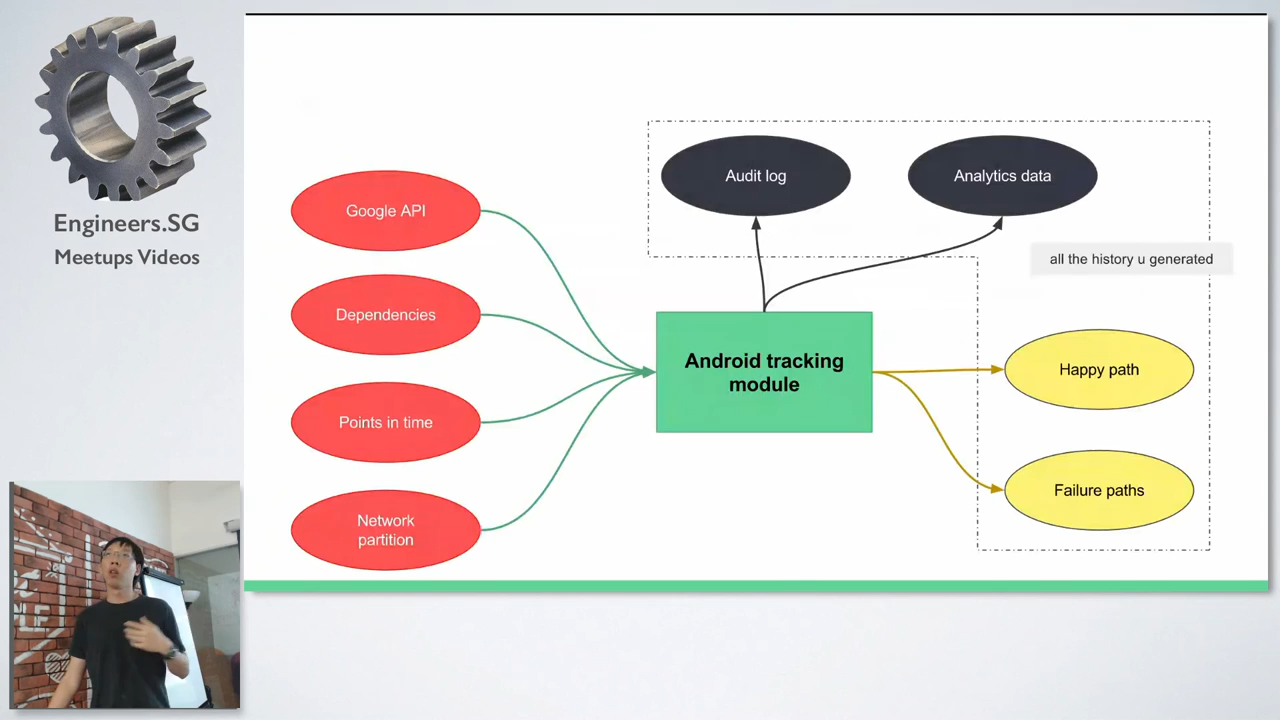 Engineers.SG
Meetups Videos
Audit log
Analytics data
Google API
all the history u generated
Dependencies
Android tracking
module
Happy path
Points in time
Failure paths
Network
partition